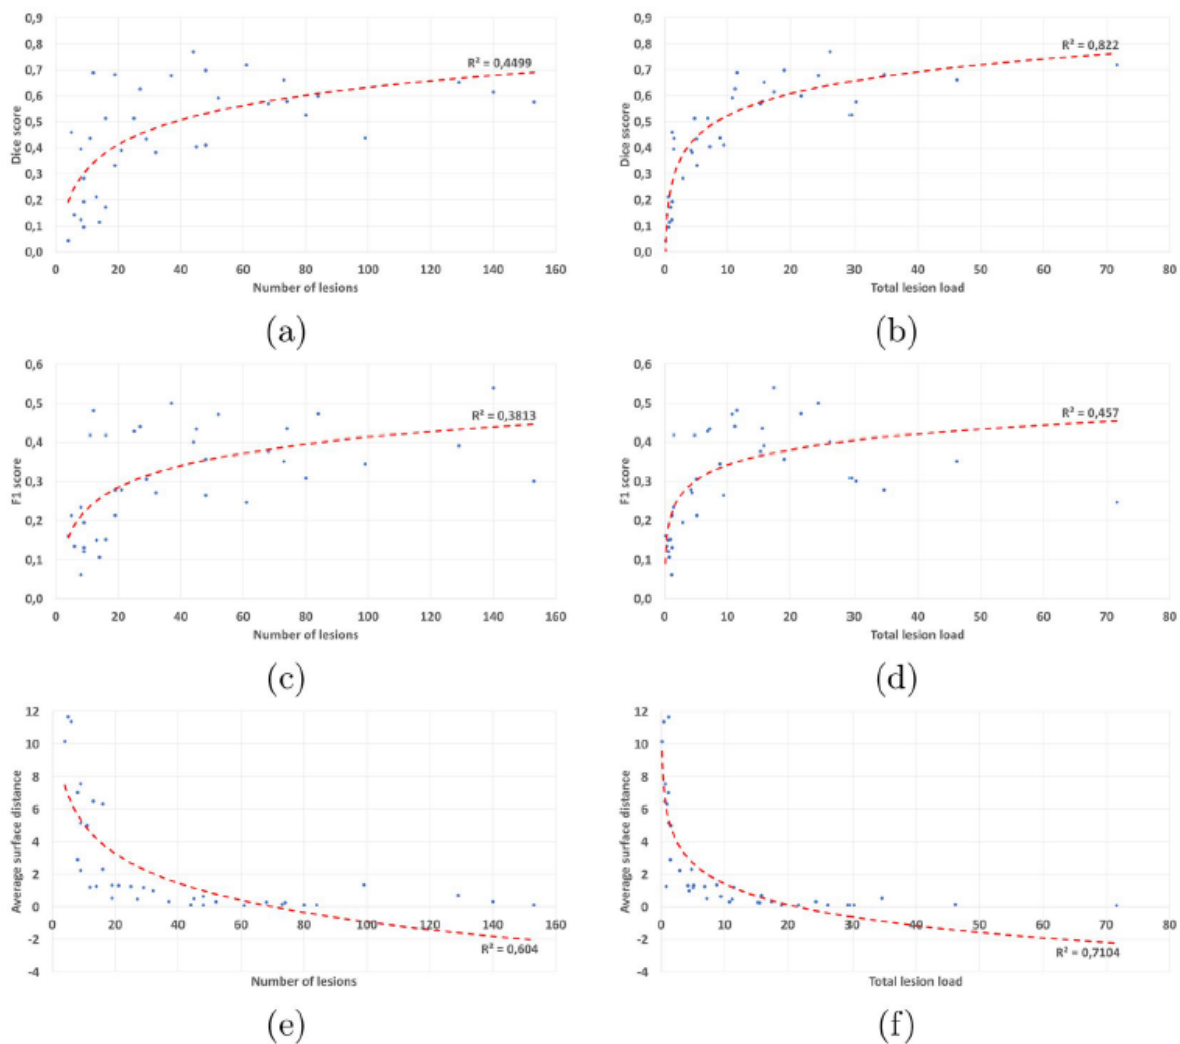 0,9
0,8
0,7
0,6
0,5
0,4
0,3
0,2
0,1
0,0
Dice score
R² = 0,4499
0 20 40 60 80 100 120 140 160
Number of lesions
(a)
0,9
0,8
0,7
0,6
0,5
0,4
0,3
0,2
0,1
0,0
Dice sscore
R² = 0,822
0 10 20 30 40 50 60 70 80
Total lesion load
(b)
0,6
0,5
0,4
0,3
0,2
0,1
0,0
F1 score
R² = 0,3813
0 20 40 60 80 100 120 140 160
Number of lesions
(c)
0,6
0,5
0,4
0,3
0,2
0,1
0,0
F1 score
R² = 0,457
0 10 20 30 40 50 60 70 80
Total lesion load
(d)
12
10
8
6
4
2
0
-2
-4
Average surface distance
0 20 40 60 80 100 120 140 160
R² = 0,604
Number of lesions
(e)
12
10
8
6
4
2
0
-2
-4
Average surface distance
0 10 20 30 40 50 60 70 80
R² = 0,7104
Total lesion load
(f)